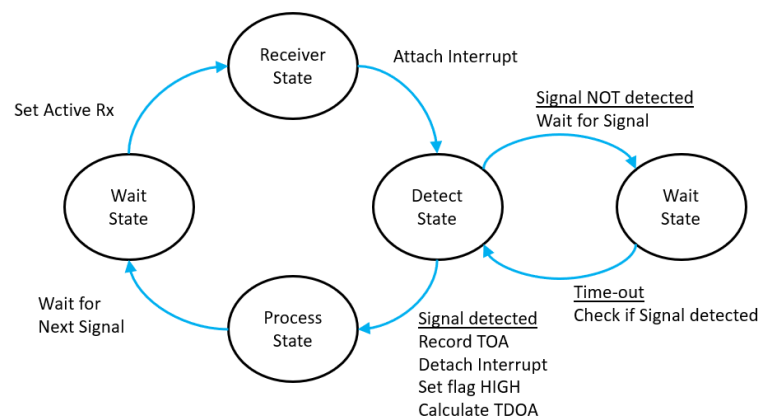 Receiver
State
Attach Interrupt
Set Active Rx
Signal NOT detected
Wait for Signal
Wait
State
Detect
State
Wait
State
Wait for
Next Signal
Process
State
Signal detected
Record TOA
Detach Interrupt
Set flag HIGH
Calculate TDOA
Time-out
Check if Signal detected